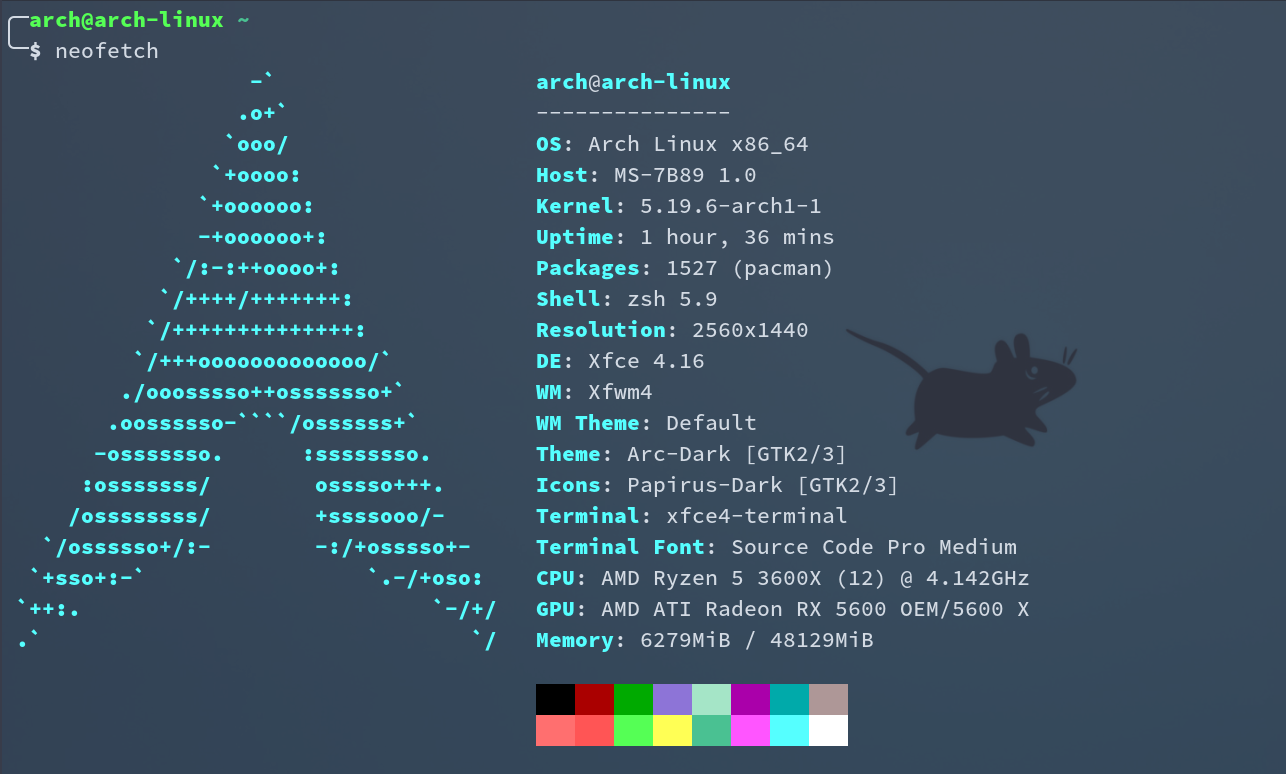 arch@arch-linux ~
$ neofetch
-`
.o+`
`ooo/
`+oooo:
`+oooooo:
-+oooooo+:
`/:-:++oooo+:
`/++++/+++++++:
`/++++++++++++++:
`/+++ooooooooooooo/`
./ooosssso++osssssso+`
.oossssso-````/ossssss+`
-osssssso.      :ssssssso.
:osssssss/        osssso+++.
/ossssssss/        +ssssooo/-
`/ossssso+/:-        -:/+osssso+-
`+sso+:-`                 `.-/+oso:
`++:.                           `-/+/
.`                                 `/
arch@arch-linux
---------------
OS: Arch Linux x86_64
Host: MS-7B89 1.0
Kernel: 5.19.6-arch1-1
Uptime: 1 hour, 36 mins
Packages: 1527 (pacman)
Shell: zsh 5.9
Resolution: 2560x1440
DE: Xfce 4.16
WM: Xfwm4
WM Theme: Default
Theme: Arc-Dark [GTK2/3]
Icons: Papirus-Dark [GTK2/3]
Terminal: xfce4-terminal
Terminal Font: Source Code Pro Medium
CPU: AMD Ryzen 5 3600X (12) @ 4.142GHz
GPU: AMD ATI Radeon RX 5600 OEM/5600 X
Memory: 6279MiB / 48129MiB